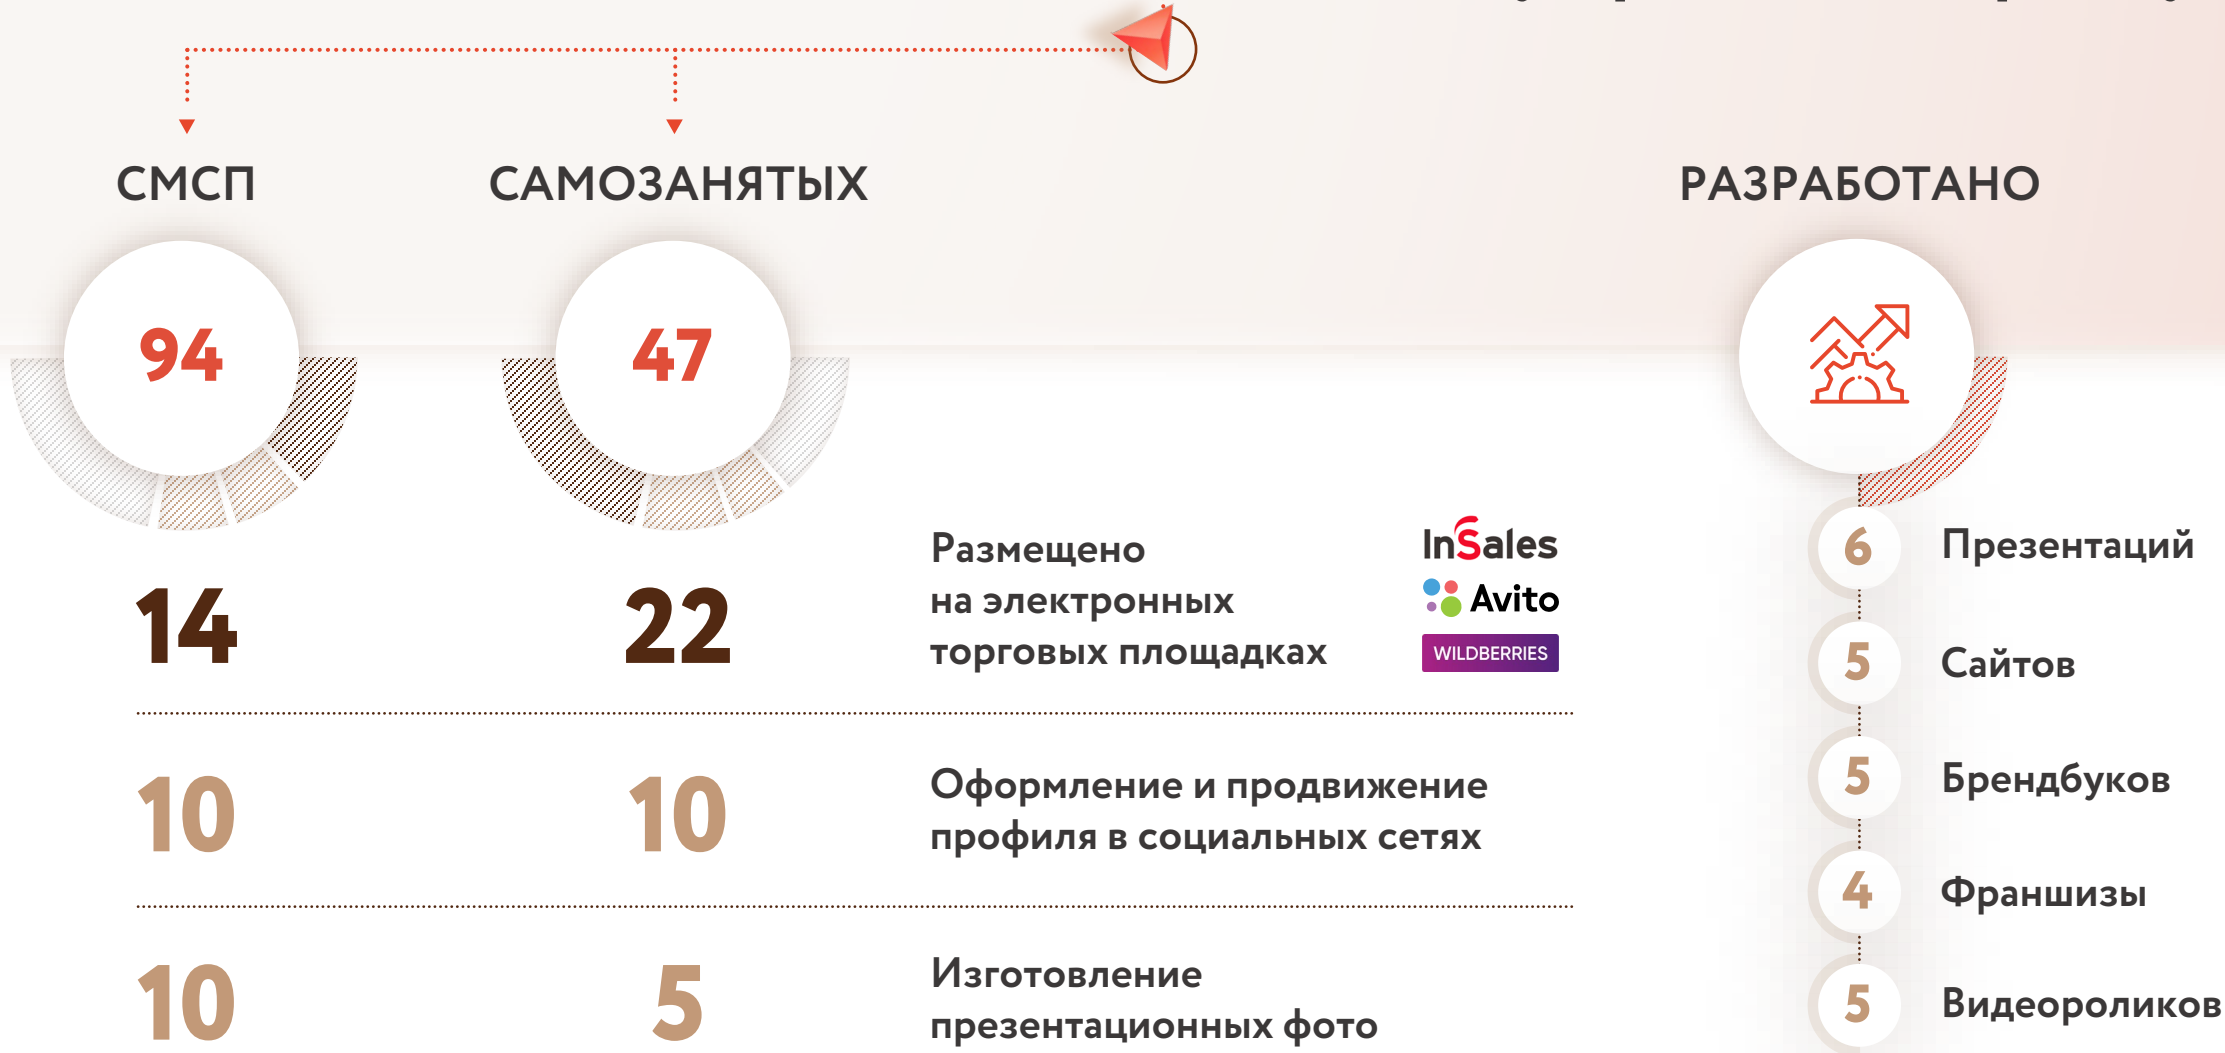 СМСП
САМОЗАНЯТЫХ
РАЗРАБОТАНО
94
47
14
22
Размещено
на электронных
торговых площадках
InSales
Avito
WILDBERRIES
10
10
Оформление и продвижение
профиля в социальных сетях
10
5
Изготовление
презентационных фото
6
Презентаций
5
Сайтов
5
Брендбуков
4
Франшизы
5
Видеороликов